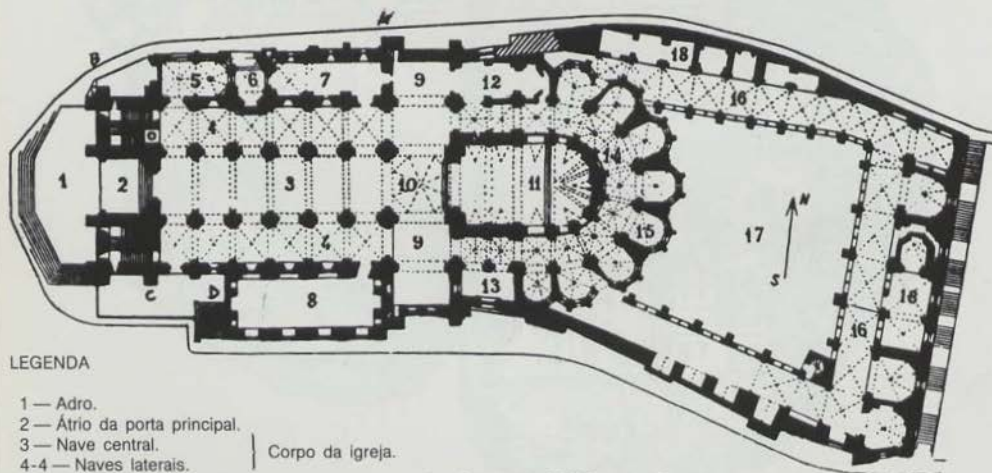 B
18
5 6 7 9 12
16
4
14
1 2 3 10 11
N
15 17
S
4 9
C D 8 13 18
16
LEGENDA
1 — Adro.
2 — Átrio da porta principal.
3 — Nave central.
4-4 — Naves laterais.
Corpo da igreja.